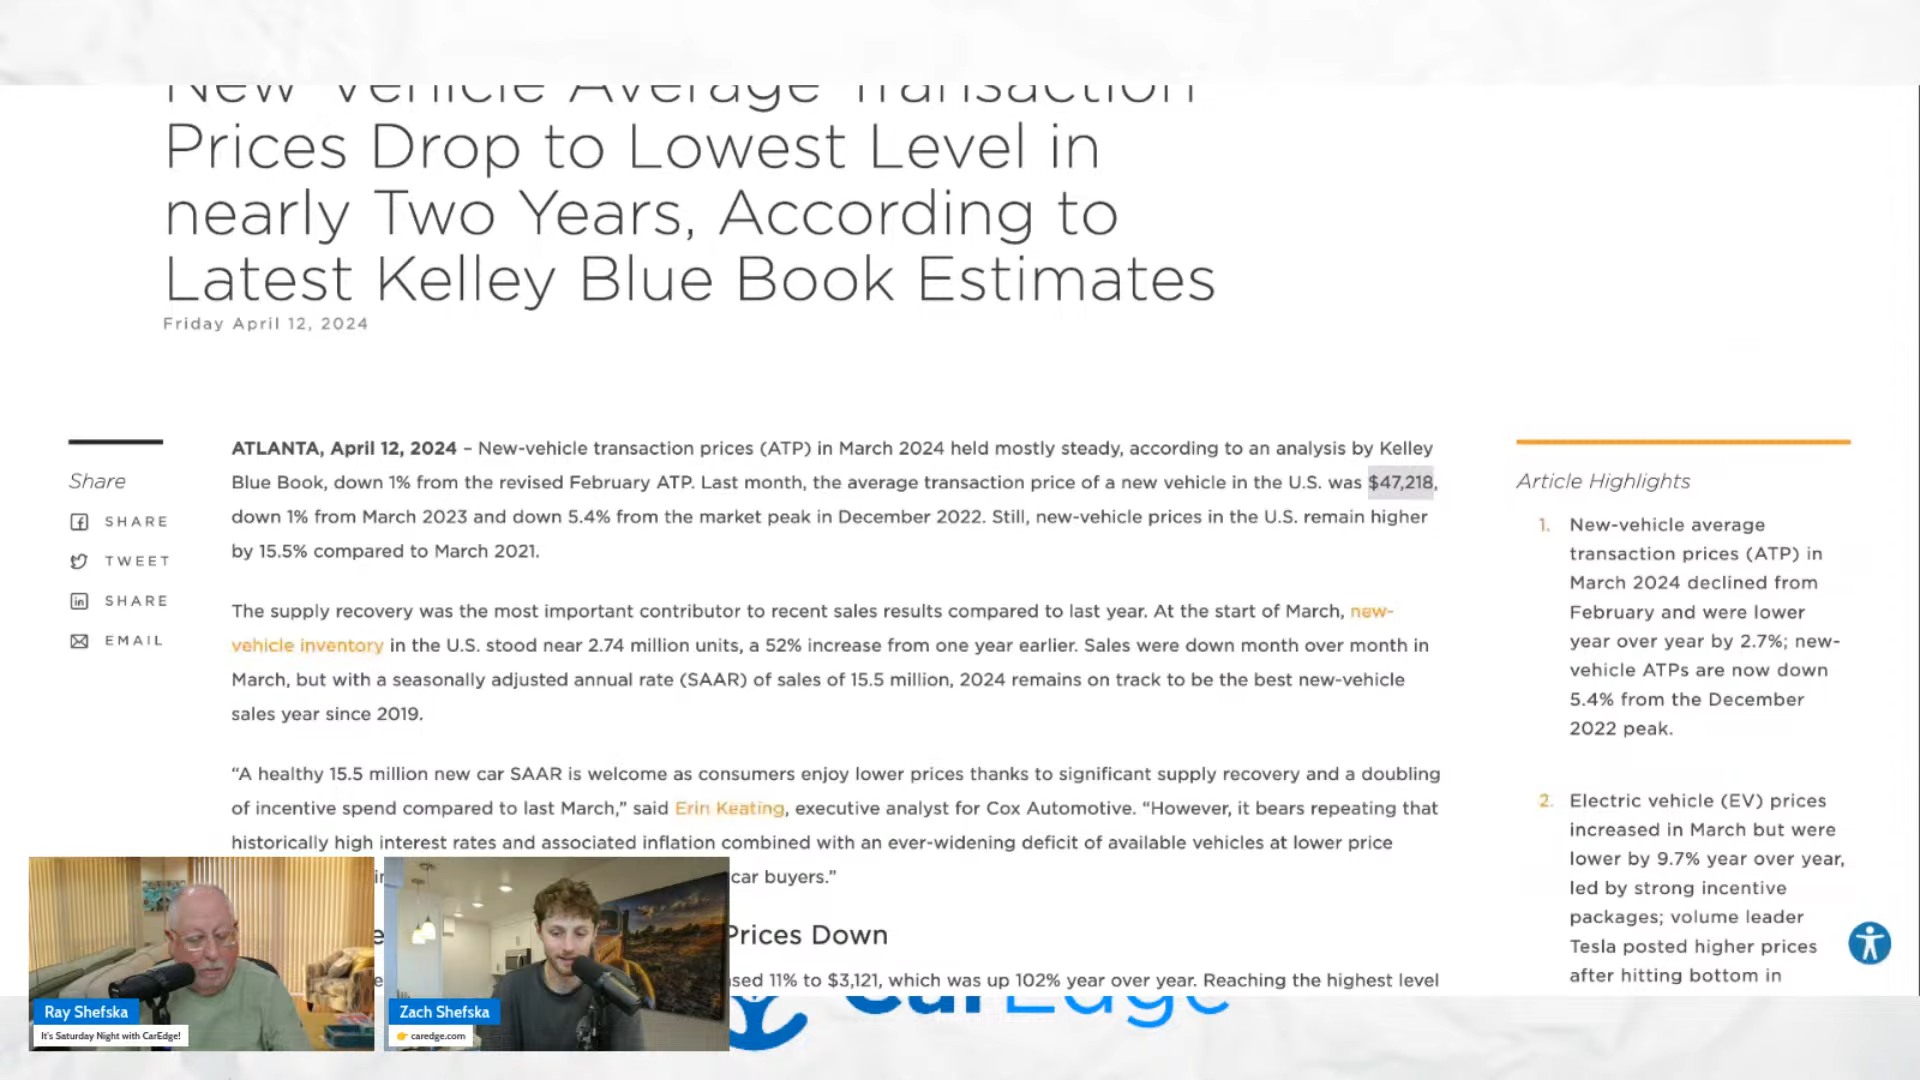 New Vehicle Average Transaction
Prices Drop to Lowest Level in
nearly Two Years, According to
Latest Kelley Blue Book Estimates
Friday April 12, 2024
Share
SHARE
TWEET
SHARE
EMAIL
ATLANTA, April 12, 2024 – New-vehicle transaction prices (ATP) in March 2024 held mostly steady, according to an analysis by Kelley
Blue Book, down 1% from the revised February ATP. Last month, the average transaction price of a new vehicle in the U.S. was $47,218,
down 1% from March 2023 and down 5.4% from the market peak in December 2022. Still, new-vehicle prices in the U.S. remain higher
by 15.5% compared to March 2021.
The supply recovery was the most important contributor to recent sales results compared to last year. At the start of March, new-
vehicle inventory in the U.S. stood near 2.74 million units, a 52% increase from one year earlier. Sales were down month over month in
March, but with a seasonally adjusted annual rate (SAAR) of sales of 15.5 million, 2024 remains on track to be the best new-vehicle
sales year since 2019.
“A healthy 15.5 million new car SAAR is welcome as consumers enjoy lower prices thanks to significant supply recovery and a doubling
of incentive spend compared to last March,” said Erin Keating, executive analyst for Cox Automotive. “However, it bears repeating that
historically high interest rates and associated inflation combined with an ever-widening deficit of available vehicles at lower price
car buyers.”
Prices Down
11% to $3,121, which was up 102% year over year. Reaching the highest level
Article Highlights
1. New-vehicle average
transaction prices (ATP) in
March 2024 declined from
February and were lower
year over year by 2.7%; new-
vehicle ATPs are now down
5.4% from the December
2022 peak.
2. Electric vehicle (EV) prices
increased in March but were
lower by 9.7% year over year,
led by strong incentive
packages; volume leader
Tesla posted higher prices
after hitting bottom in
Ray Shefska
It's Saturday Night with CarEdge!
Zach Shefska
👉 caredge.com
CarEdge